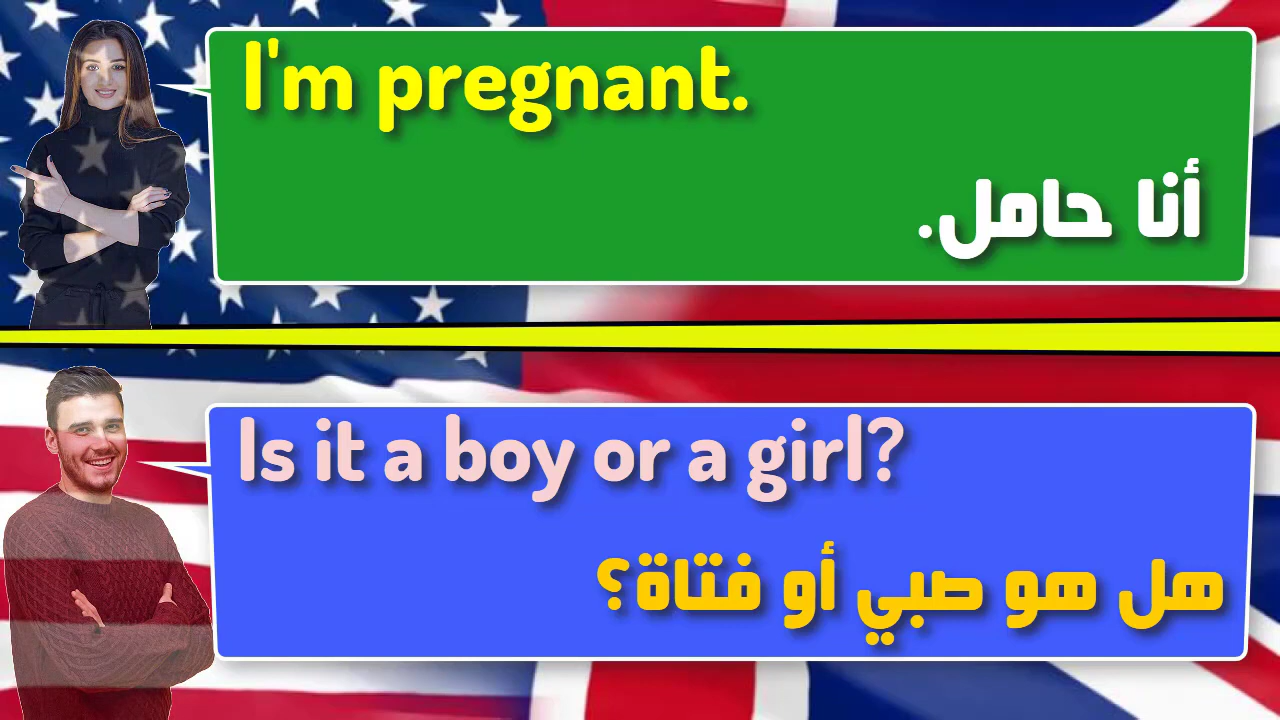 I'm pregnant.
أنا حامل.
Is it a boy or a girl?
هل هو صبي أو فتاة؟